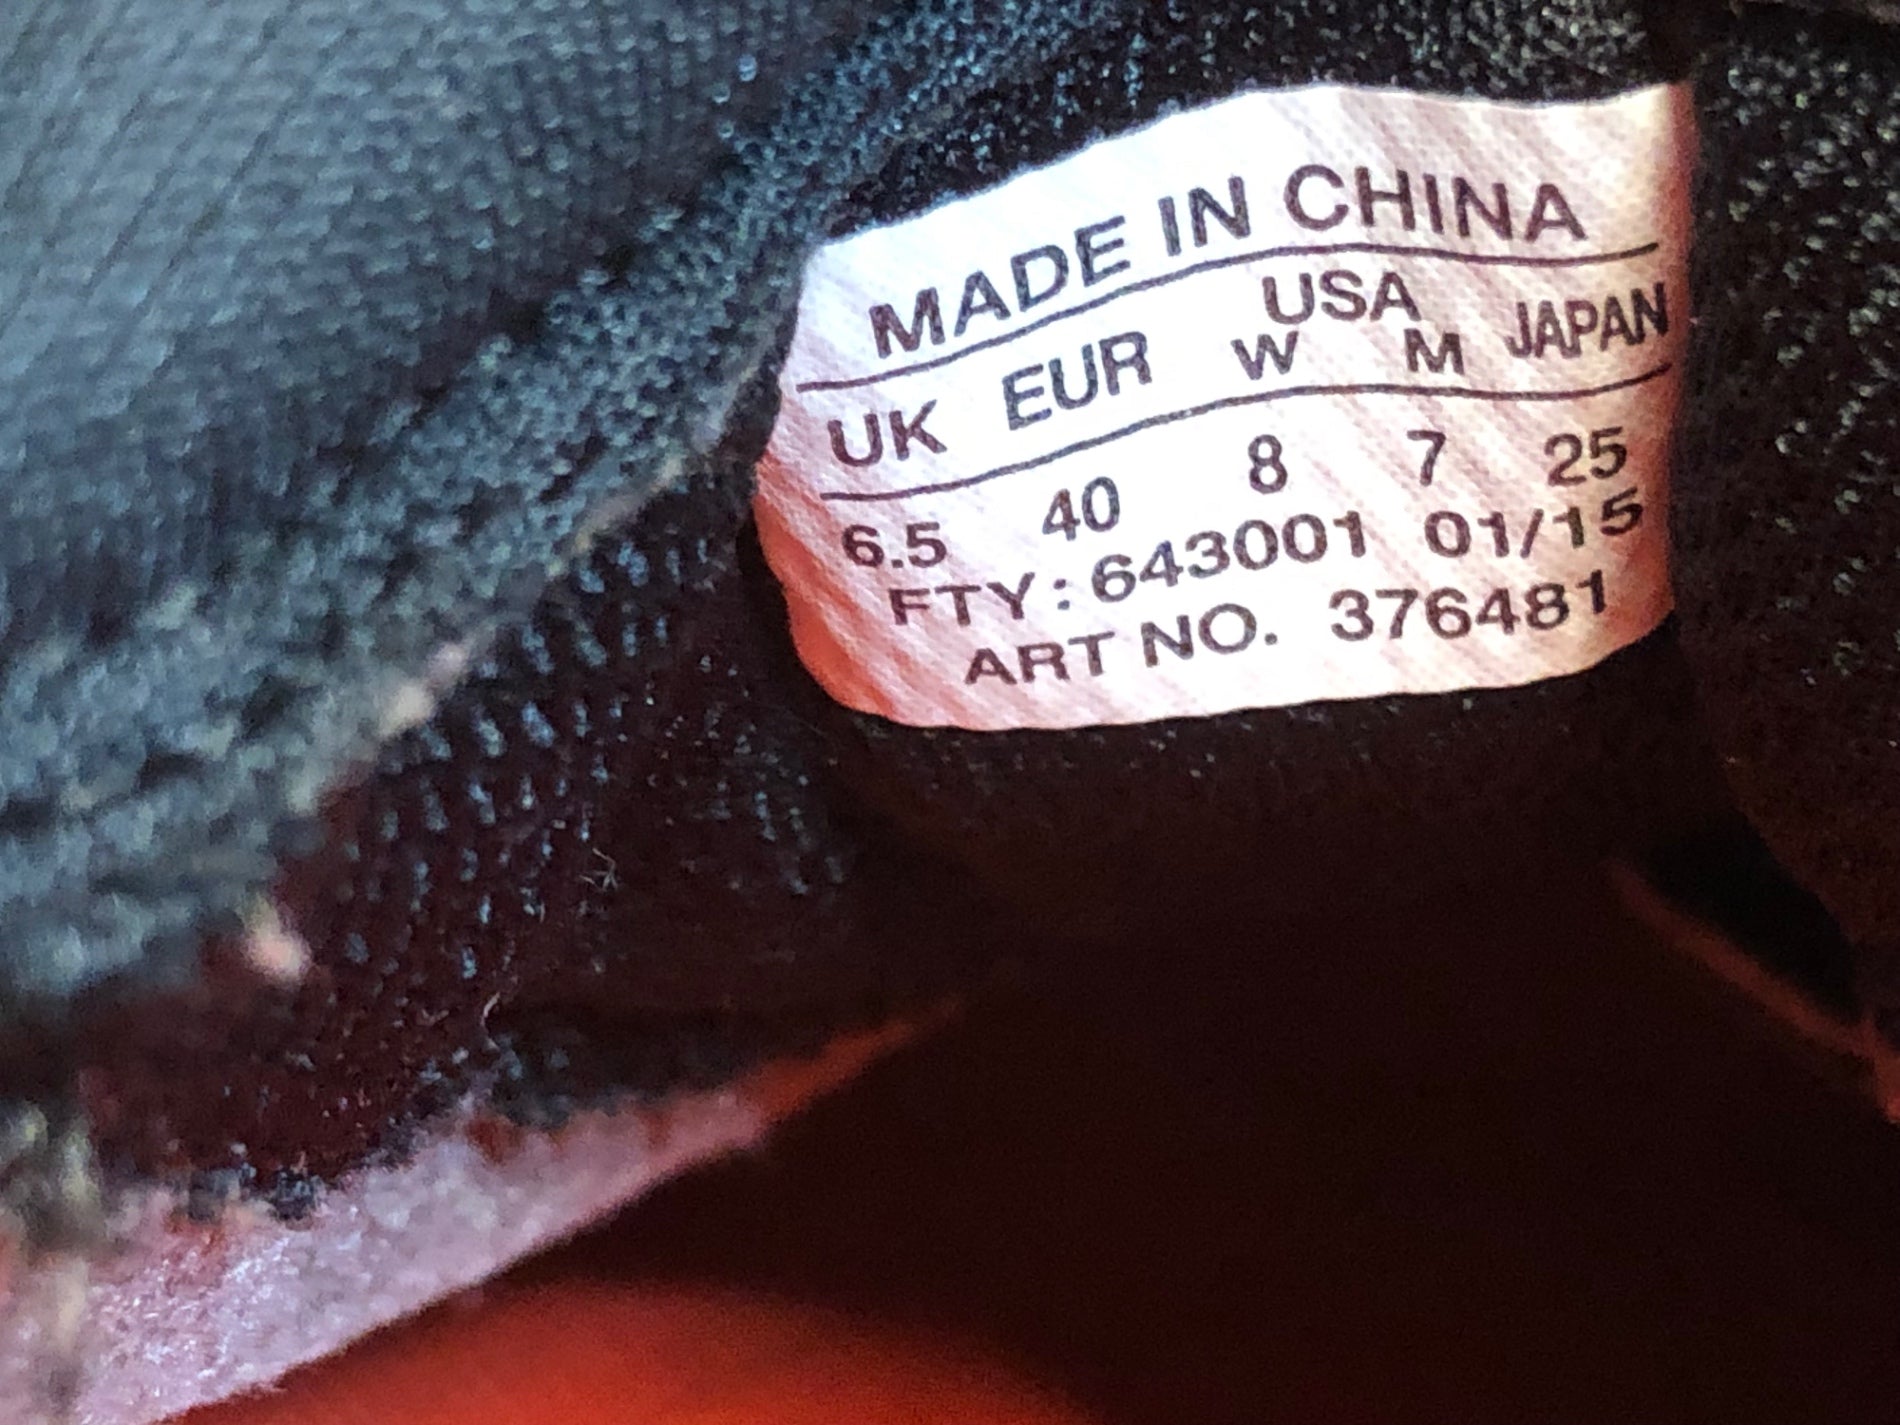 MADE IN CHINA
USA
UK EUR W M JAPAN
6.5 40 8 7 25
FTY: 643001 01/15
ART NO. 376481